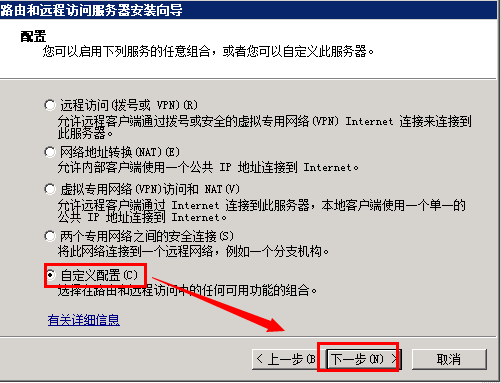 路由和远程访问服务器安装向导
配置
您可以启用下列服务的任意组合，或者您可以自定义此服务器。
远程访问(拨号或 VPN)(R)
允许远程客户端通过拨号或安全的虚拟专用网络(VPN) Internet 连接来连接到
此服务器。
网络地址转换(NAT)(E)
允许内部客户端使用一个公共 IP 地址连接到 Internet。
虚拟专用网络(VPN)访问和 NAT(V)
允许远程客户端通过 Internet 连接到此服务器，本地客户端使用一个单一的
公共 IP 地址连接到 Internet。
两个专用网络之间的安全连接(S)
将此网络连接到一个远程网络，例如一个分支机构。
自定义配置(C)
选择在路由和远程访问中的任何可用功能的组合。
有关详细信息
< 上一步(B 下一步(N) > 取消